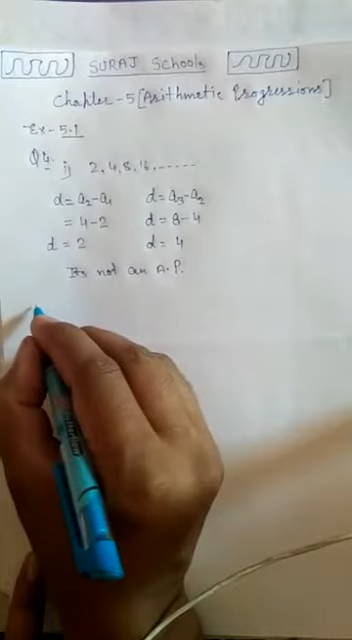 SURAJ Schools
Chapter-5 [Arithmetic Progressions]
Ex-5.1
Q4. i) 2, 4, 8, 16, ......
d = a₂-a₁ d = a₃-a₂
= 4-2 d = 8-4
d = 2 d = 4
Its not an A.P.